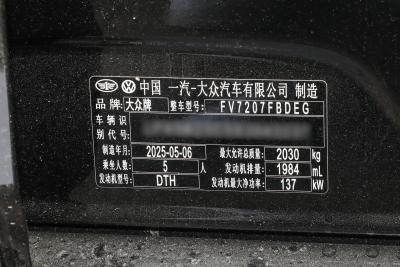 中国 一汽-大众汽车有限公司 制造
品牌 大众牌 整车型号 FV7207FBDEG
车辆识
别代号
制造年月 2025-05-06 最大允许总质量 2030 kg
乘坐人数 5 人 发动机排量 1984 mL
发动机型号 DTH 发动机最大净功率 137 kW